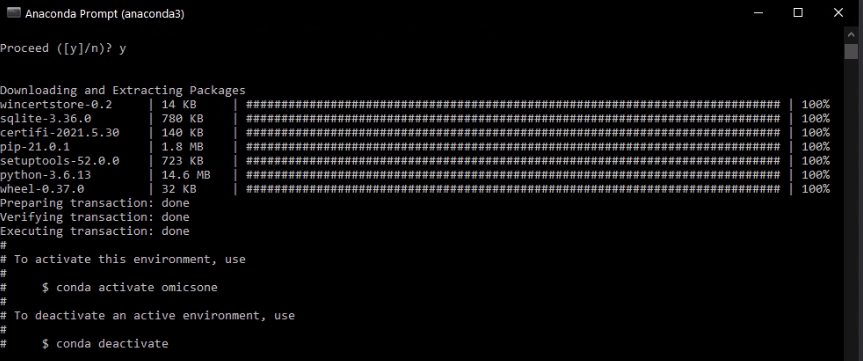 Anaconda Prompt (anaconda3)
Proceed ([y]/n)? y
Downloading and Extracting Packages
wincertstore-0.2     | 14 KB     | ############################################################################ | 100%
sqlite-3.36.0        | 780 KB    | ############################################################################ | 100%
certifi-2021.5.30    | 140 KB    | ############################################################################ | 100%
pip-21.0.1           | 1.8 MB    | ############################################################################ | 100%
setuptools-52.0.0    | 723 KB    | ############################################################################ | 100%
python-3.6.13        | 14.6 MB   | ############################################################################ | 100%
wheel-0.37.0         | 32 KB     | ############################################################################ | 100%
Preparing transaction: done
Verifying transaction: done
Executing transaction: done
#
# To activate this environment, use
#
#     $ conda activate omicsone
#
# To deactivate an active environment, use
#
#     $ conda deactivate